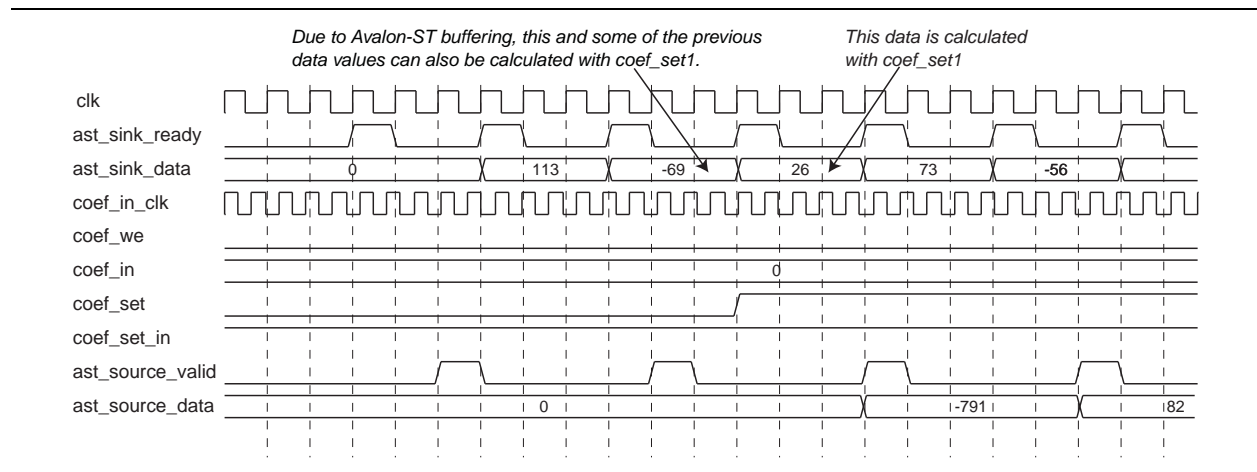 Due to Avalon-ST buffering, this and some of the previous
data values can also be calculated with coef_set1.
This data is calculated
with coef_set1
clk
ast_sink_ready
ast_sink_data 0 113 -69 26 73 -56
coef_in_clk
coef_we
coef_in 0
coef_set
coef_set_in
ast_source_valid
ast_source_data 0 -791 82